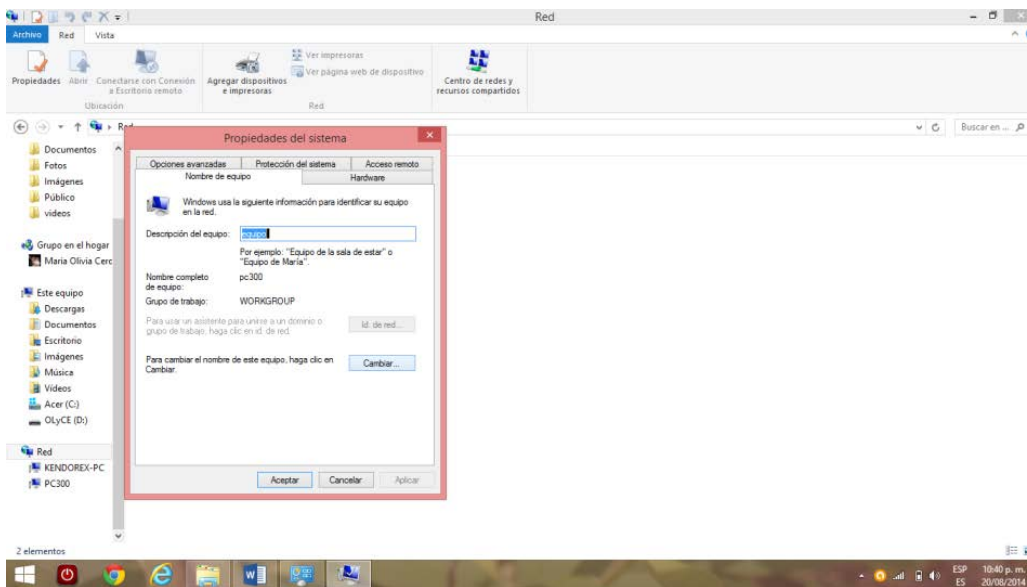 Red
Archivo Red Vista
Propiedades
Abrir
Conectarse con Conexión
a Escritorio remoto
Ubicación
Agregar dispositivos
e impresoras
Ver impresoras
Ver página web de dispositivo
Red
Centro de redes y
recursos compartidos
Buscar en ...
Documentos
Fotos
Imágenes
Público
videos
Grupo en el hogar
Maria Olivia Cerc
Este equipo
Descargas
Documentos
Escritorio
Imágenes
Música
Vídeos
Acer (C:)
OLyCE (D:)
Red
KENDOREX-PC
PC300
2 elementos
Propiedades del sistema
Opciones avanzadas Protección del sistema Acceso remoto
Nombre de equipo Hardware
Windows usa la siguiente información para identificar su equipo
en la red.
Descripción del equipo: equipo
Por ejemplo: "Equipo de la sala de estar" o
"Equipo de María".
Nombre completo
de equipo:
pc300
Grupo de trabajo: WORKGROUP
Para usar un asistente para unirse a un dominio o
grupo de trabajo, haga clic en id. de red.
Id. de red...
Para cambiar el nombre de este equipo, haga clic en
Cambiar.
Cambiar...
Aceptar Cancelar Aplicar
ESP
ES
10:40 p. m.
20/08/2014